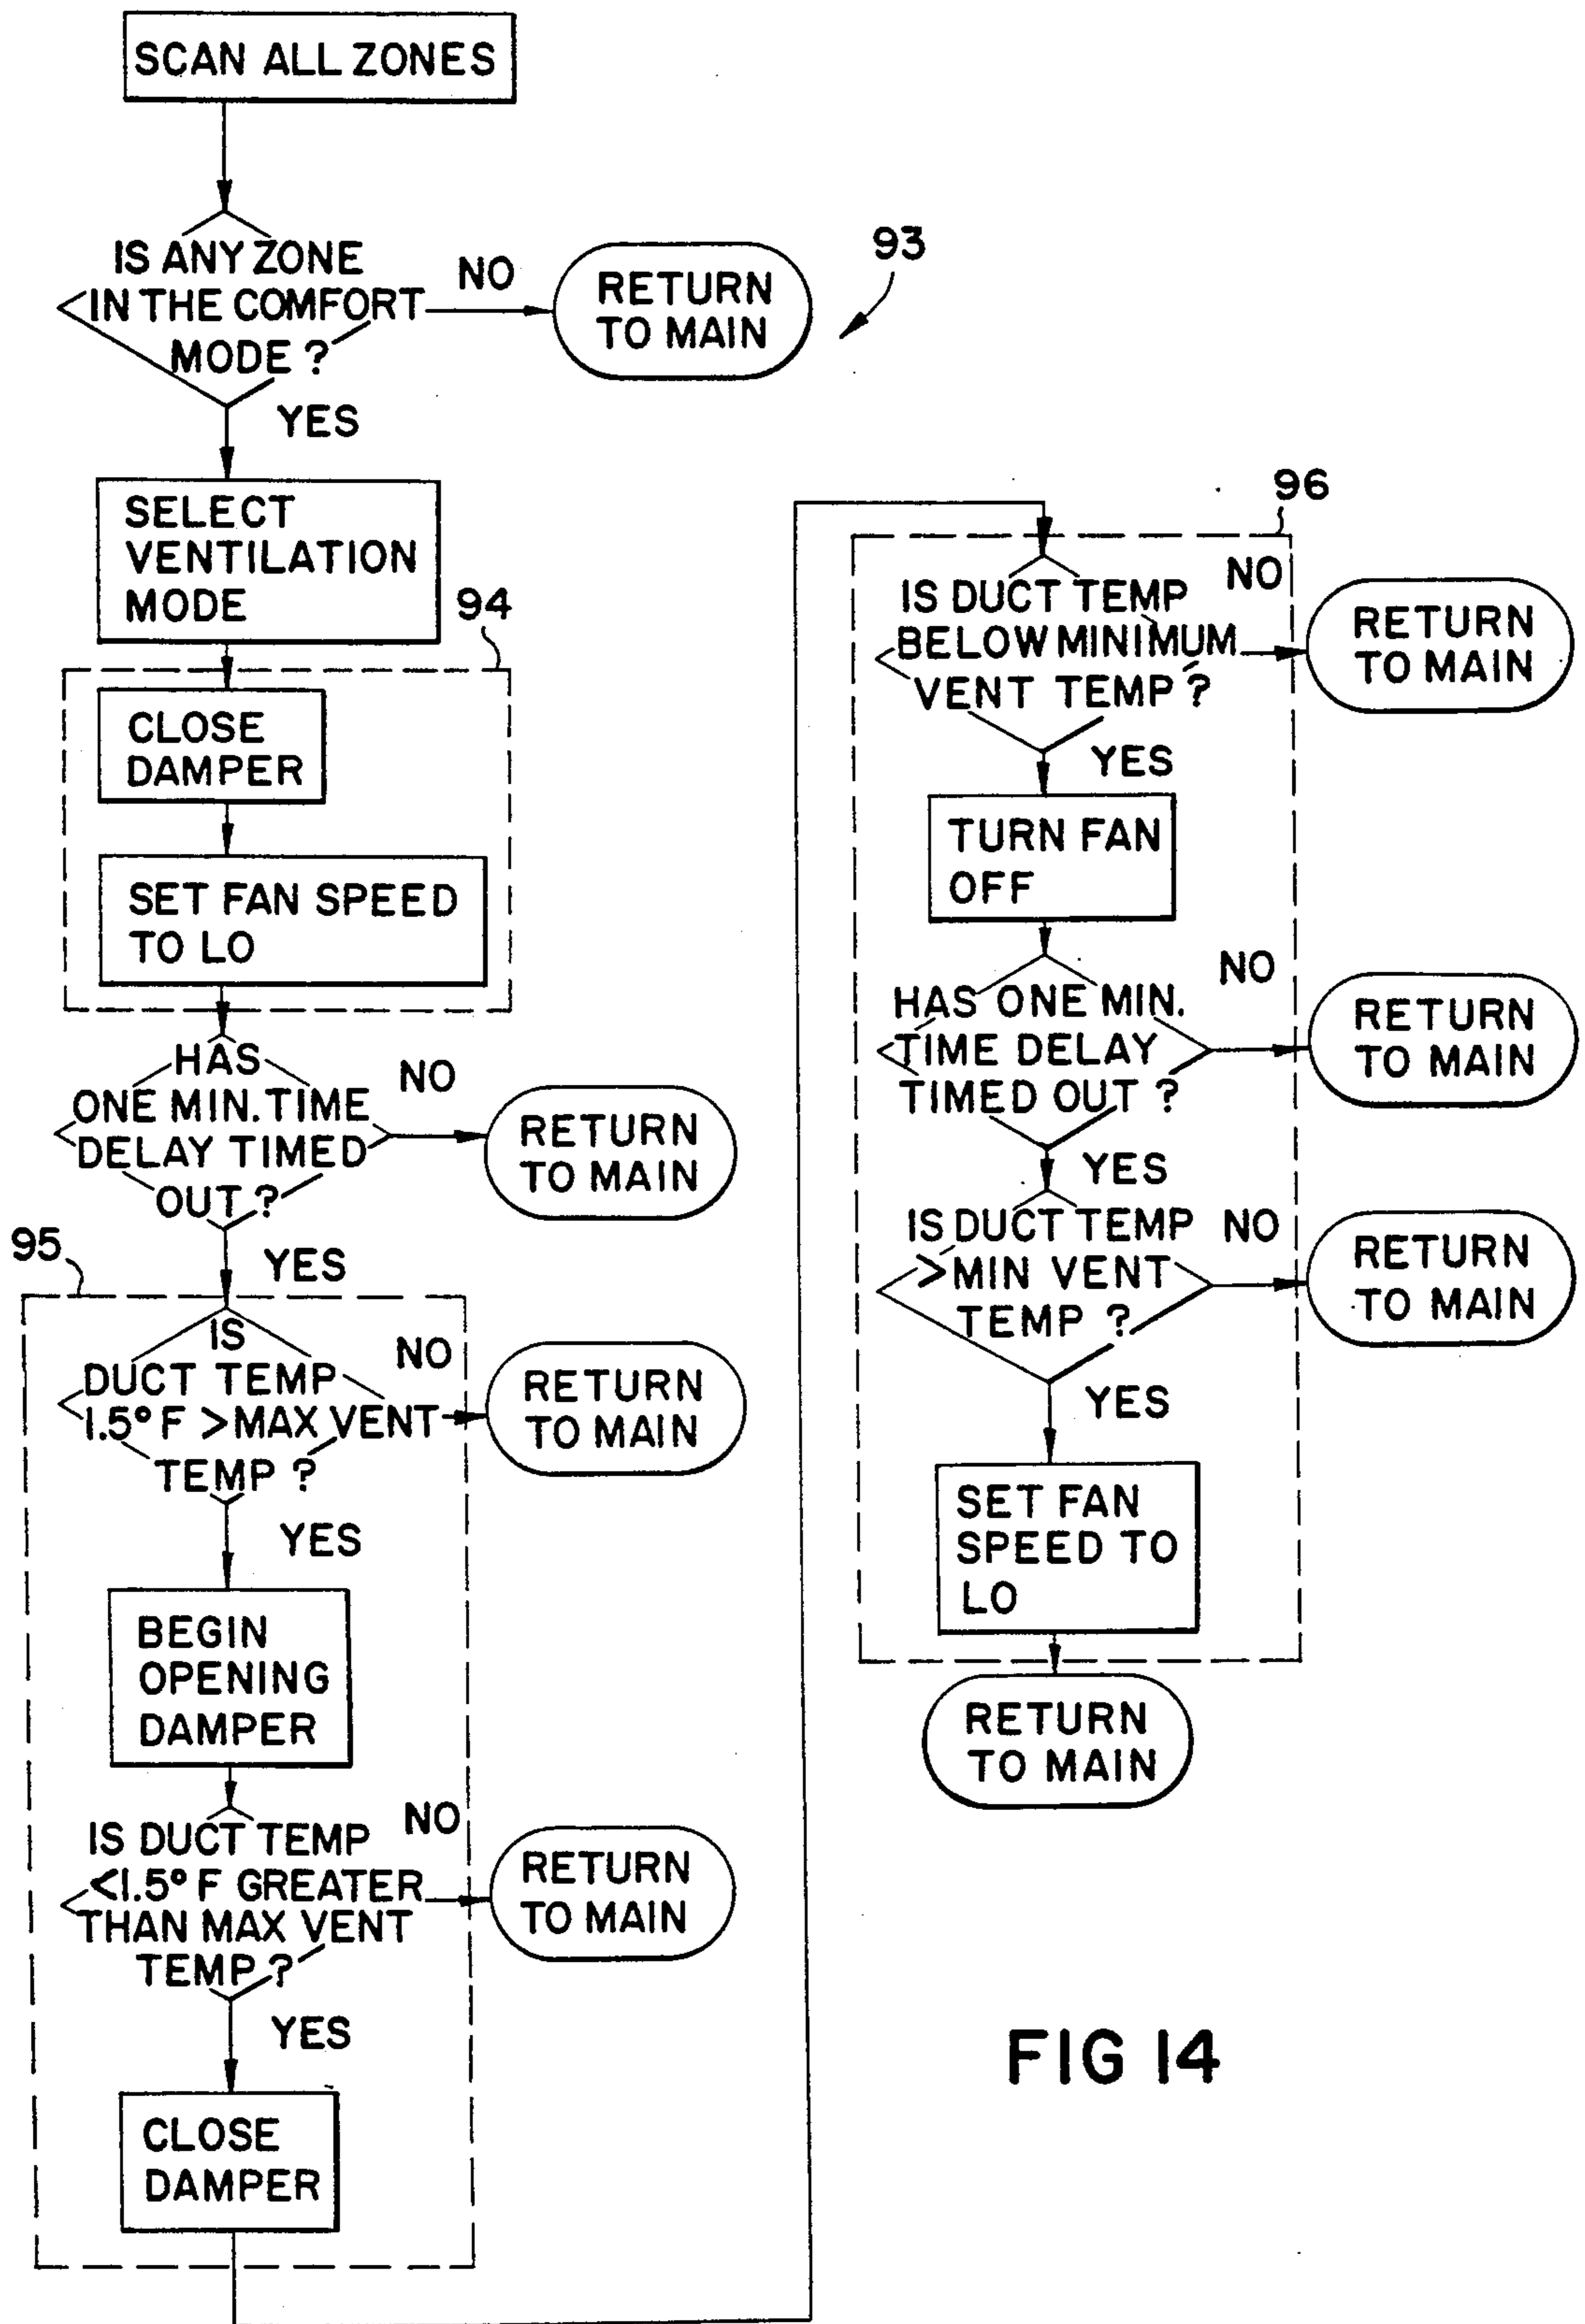 SCAN ALL ZONES
IS ANY ZONE
IN THE COMFORT
MODE ?
NO
RETURN
TO MAIN
93
YES
SELECT
VENTILATION
MODE
94
CLOSE
DAMPER
SET FAN SPEED
TO LO
HAS
ONE MIN. TIME
DELAY TIMED
OUT ?
NO
RETURN
TO MAIN
YES
95
IS
DUCT TEMP
1.5° F > MAX VENT
TEMP ?
NO
RETURN
TO MAIN
YES
BEGIN
OPENING
DAMPER
IS DUCT TEMP
<1.5° F GREATER
THAN MAX VENT
TEMP ?
NO
RETURN
TO MAIN
YES
CLOSE
DAMPER
96
IS DUCT TEMP
BELOW MINIMUM
VENT TEMP ?
NO
RETURN
TO MAIN
YES
TURN FAN
OFF
HAS ONE MIN.
TIME DELAY
TIMED OUT ?
NO
RETURN
TO MAIN
YES
IS DUCT TEMP
> MIN VENT
TEMP ?
NO
RETURN
TO MAIN
YES
SET FAN
SPEED TO
LO
RETURN
TO MAIN
FIG 14